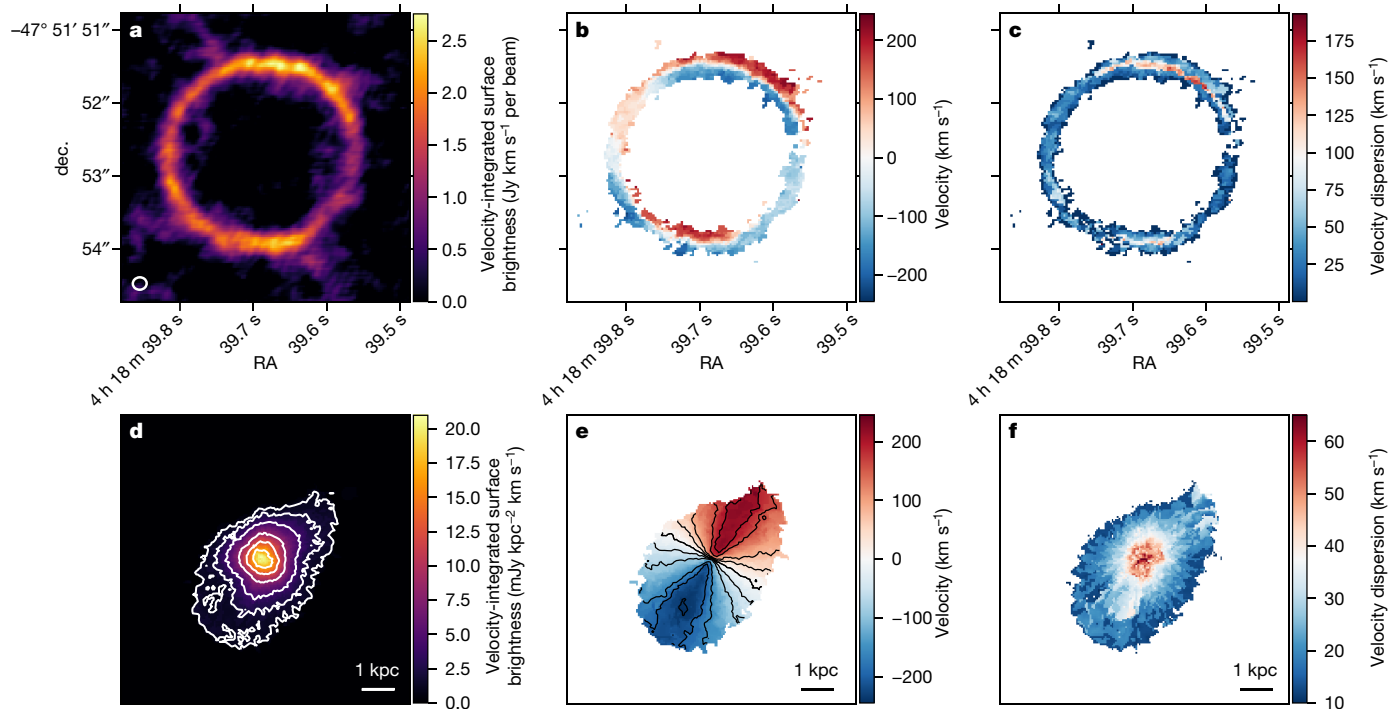 a
−47° 51′ 51″
52″
53″
54″
dec.
4 h 18 m 39.8 s
39.7 s
39.6 s
39.5 s
RA
2.5
2.0
1.5
1.0
0.5
0.0
Velocity-integrated surface
brightness (Jy km s−1 per beam)
b
4 h 18 m 39.8 s
39.7 s
39.6 s
39.5 s
RA
200
100
0
−100
−200
Velocity (km s−1)
c
4 h 18 m 39.8 s
39.7 s
39.6 s
39.5 s
RA
175
150
125
100
75
50
25
Velocity dispersion (km s−1)
d
1 kpc
20.0
17.5
15.0
12.5
10.0
7.5
5.0
2.5
0.0
Velocity-integrated surface
brightness (mJy kpc−2 km s−1)
e
1 kpc
200
100
0
−100
−200
Velocity (km s−1)
f
1 kpc
60
50
40
30
20
10
Velocity dispersion (km s−1)